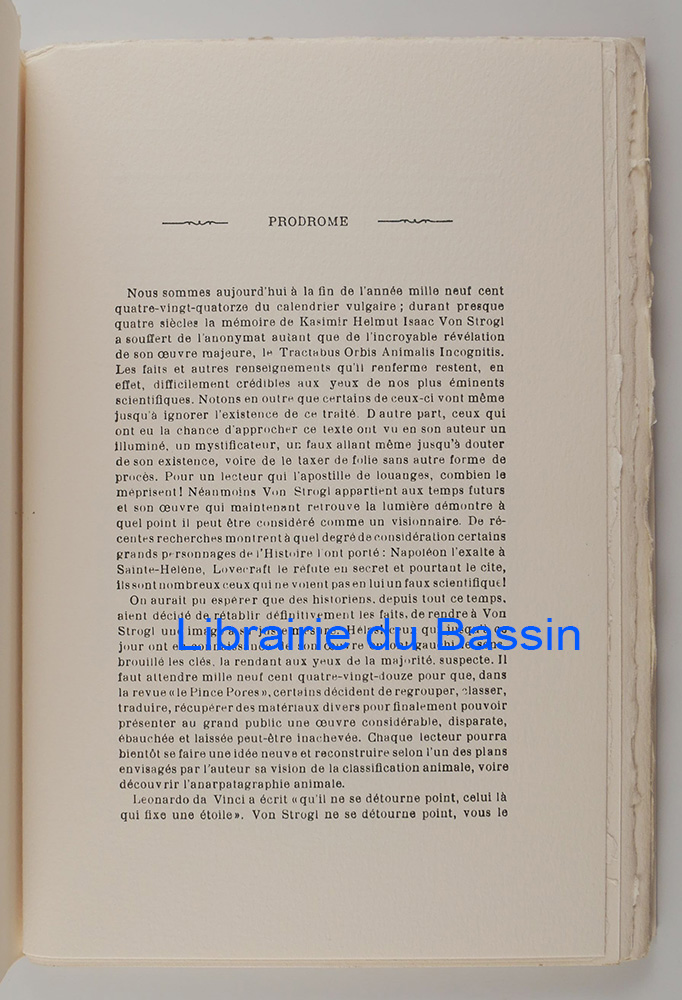 PRODROME
Nous sommes aujourd'hui à la fin de l'année mille neuf cent
quatre-vingt-quatorze du calendrier vulgaire ; durant presque
quatre siècles la mémoire de Kasimir Helmut Isaac Von Strogl
a souffert de l'anonymat autant que de l'incroyable révélation
de son œuvre majeure, le Tractabus Orbis Animalis Incognitis.
Les faits et autres renseignements qu'il renferme restent, en
effet, difficilement crédibles aux yeux de nos plus éminents
scientifiques. Notons en outre que certains de ceux-ci vont même
jusqu'à ignorer l'existence de ce traité. D autre part, ceux qui
ont eu la chance d'approcher ce texte ont vu en son auteur un
illuminé, un mystificateur, un faux allant même jusqu'à douter
de son existence, voire de le taxer de folie sans autre forme de
procès. Pour un lecteur qui l'apostille de louanges, combien le
méprisent! Néanmoins Von Strogl appartient aux temps futurs
et son œuvre qui maintenant retrouve la lumière démontre à
quel point il peut être considéré comme un visionnaire. De ré-
centes recherches montrent à quel degré de considération certains
grands personnages de l'Histoire l ont porté : Napoléon l'exalte à
Sainte-Hélène, Lovecraft le réfute en secret et pourtant le cite,
ils sont nombreux ceux qui ne voient pas en lui un faux scientifique!
On aurait pu espérer que des historiens, depuis tout ce temps,
aient décidé de rétablir définitivement les faits, de rendre à Von
Strogl une
Librairie du Bassin
jour ont
brouillé les clés, la rendant aux yeux de la majorité, suspecte. Il
faut attendre mille neuf cent quatre-vingt-douze pour que, dans
la revue «le Pince Pores», certains décident de regrouper, classer,
traduire, récupérer des matériaux divers pour finalement pouvoir
présenter au grand public une œuvre considérable, disparate,
ébauchée et laissée peut-être inachevée. Chaque lecteur pourra
bientôt se faire une idée neuve et reconstruire selon l'un des plans
envisagés par l'auteur sa vision de la classification animale, voire
découvrir l'anarpatagraphie animale.
Leonardo da Vinci a écrit «qu'il ne se détourne point, celui là
qui fixe une étoile». Von Strogl ne se détourne point, vous le